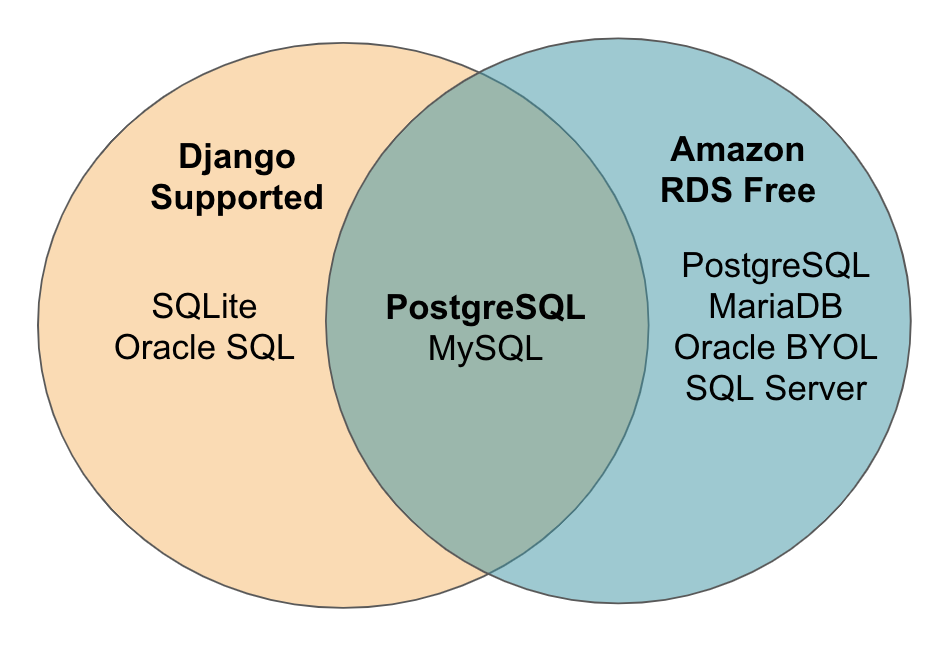 Django
Supported
SQLite
Oracle SQL
PostgreSQL
MySQL
Amazon
RDS Free
PostgreSQL
MariaDB
Oracle BYOL
SQL Server